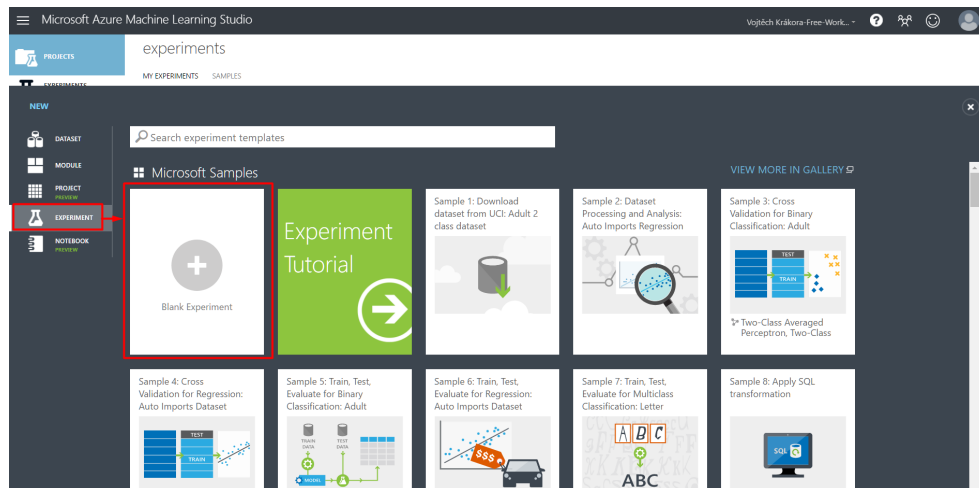 Microsoft Azure Machine Learning Studio
Vojtěch Krákora-Free-Work...
?
PROJECTS
experiments
EXPERIMENTS
MY EXPERIMENTS SAMPLES
NEW
DATASET
MODULE
PROJECT
PREVIEW
EXPERIMENT
NOTEBOOK
PREVIEW
Search experiment templates
Microsoft Samples
VIEW MORE IN GALLERY
Blank Experiment
Experiment
Tutorial
Sample 1: Download
dataset from UCI: Adult 2
class dataset
Sample 2: Dataset
Processing and Analysis:
Auto Imports Regression
Sample 3: Cross
Validation for Binary
Classification: Adult
TEST
TRAIN
Two-Class Averaged
Perceptron, Two-Class
Sample 4: Cross
Validation for Regression:
Auto Imports Dataset
TEST
TRAIN
Sample 5: Train, Test,
Evaluate for Binary
Classification: Adult
TRAIN
DATA
TEST
DATA
MODEL
Sample 6: Train, Test,
Evaluate for Regression:
Auto Imports Dataset
$$$
Sample 7: Train, Test,
Evaluate for Multiclass
Classification: Letter
A B C
ABC
Sample 8: Apply SQL
transformation
SQL